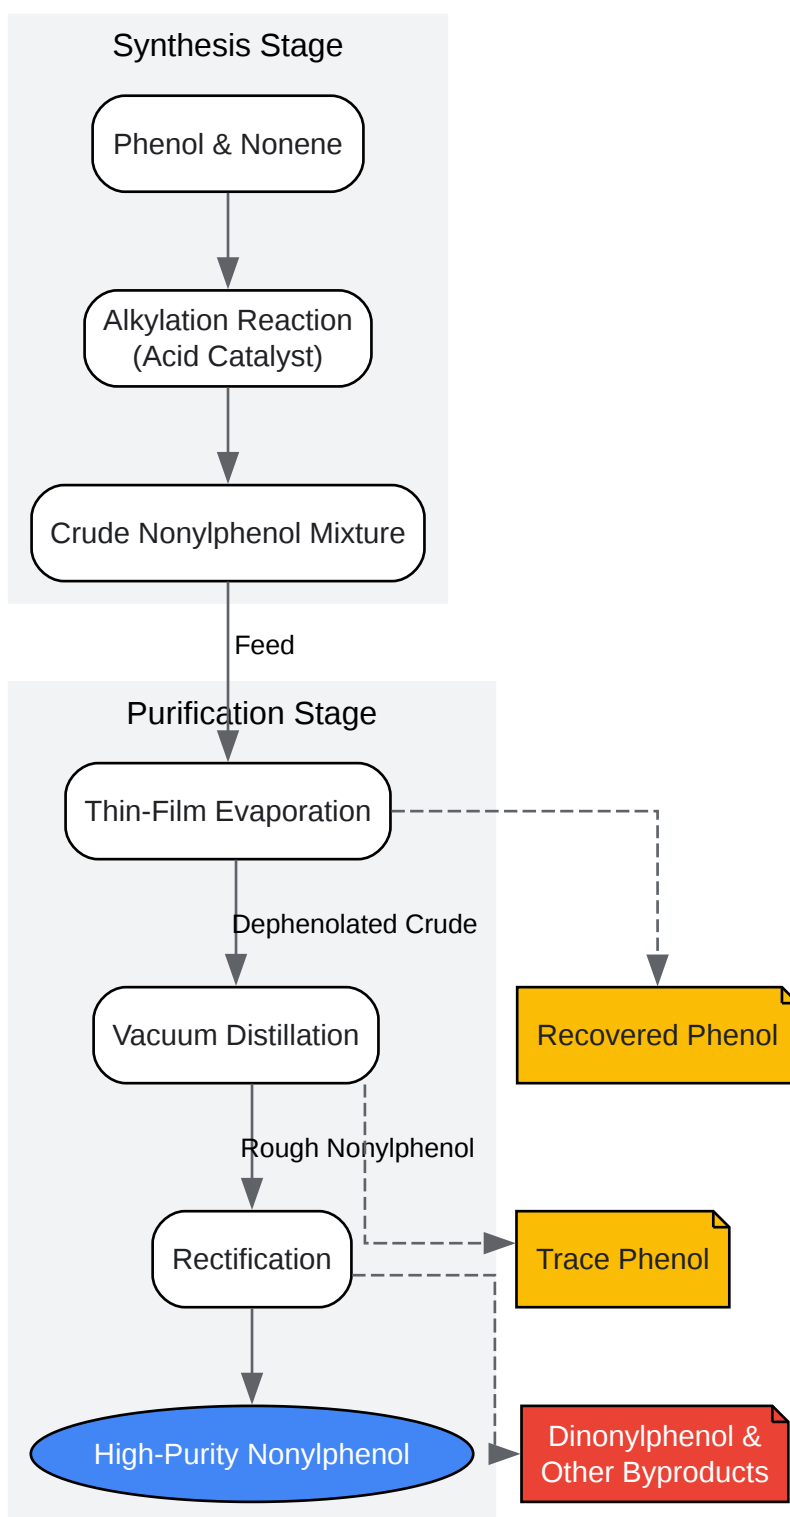 Synthesis Stage
Phenol & Nonene
Alkylation Reaction
(Acid Catalyst)
Crude Nonylphenol Mixture
Feed
Purification Stage
Thin-Film Evaporation
Dephenolated Crude
Vacuum Distillation
Recovered Phenol
Rough Nonylphenol
Rectification
Trace Phenol
High-Purity Nonylphenol
Dinonylphenol &
Other Byproducts